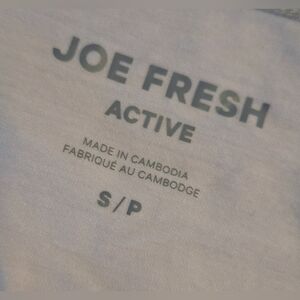 JOE FRESH
ACTIVE
MADE IN CAMBODIA
FABRIQUÉ AU CAMBODGE
S/P